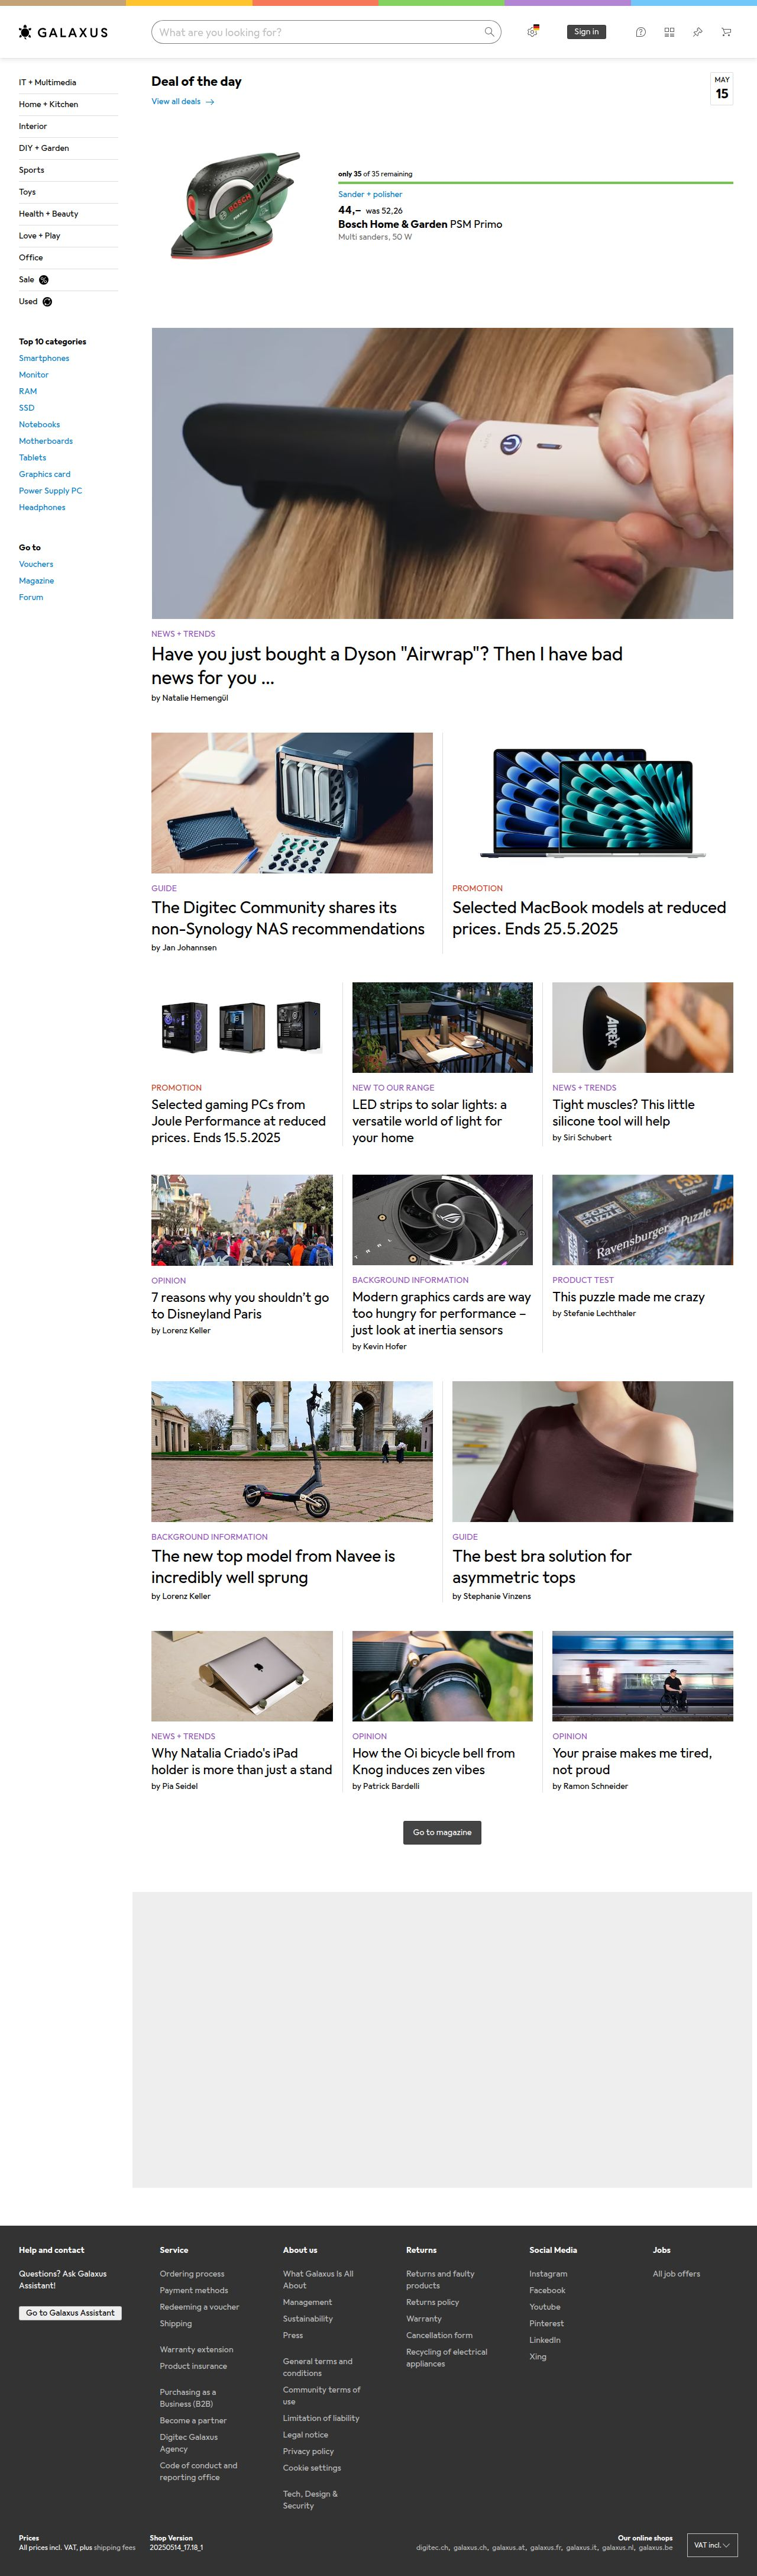 GALAXUS
What are you looking for?
Sign in
IT + Multimedia
Home + Kitchen
Interior
DIY + Garden
Sports
Toys
Health + Beauty
Love + Play
Office
Sale
Used
Top 10 categories
Smartphones
Monitor
RAM
SSD
Notebooks
Motherboards
Tablets
Graphics card
Power Supply PC
Headphones
Go to
Vouchers
Magazine
Forum
Deal of the day
View all deals
MAY
15
BOSCH
only 35 of 35 remaining
Sander + polisher
44,– was 52,26
Bosch Home & Garden PSM Primo
Multi sanders, 50 W
NEWS + TRENDS
Have you just bought a Dyson "Airwrap"? Then I have bad
news for you ...
by Natalie Hemengül
GUIDE
The Digitec Community shares its
non-Synology NAS recommendations
by Jan Johannsen
PROMOTION
Selected MacBook models at reduced
prices. Ends 25.5.2025
PROMOTION
Selected gaming PCs from
Joule Performance at reduced
prices. Ends 15.5.2025
NEW TO OUR RANGE
LED strips to solar lights: a
versatile world of light for
your home
AIREX
NEWS + TRENDS
Tight muscles? This little
silicone tool will help
by Siri Schubert
OPINION
7 reasons why you shouldn't go
to Disneyland Paris
by Lorenz Keller
BACKGROUND INFORMATION
Modern graphics cards are way
too hungry for performance –
just look at inertia sensors
by Kevin Hofer
ESCAPE
PUZZLE
759
Ravensburger
Puzzle 759
PRODUCT TEST
This puzzle made me crazy
by Stefanie Lechthaler
BACKGROUND INFORMATION
The new top model from Navee is
incredibly well sprung
by Lorenz Keller
GUIDE
The best bra solution for
asymmetric tops
by Stephanie Vinzens
NEWS + TRENDS
Why Natalia Criado's iPad
holder is more than just a stand
by Pia Seidel
OPINION
How the Oi bicycle bell from
Knog induces zen vibes
by Patrick Bardelli
OPINION
Your praise makes me tired,
not proud
by Ramon Schneider
Go to magazine
Help and contact
Questions? Ask Galaxus
Assistant!
Go to Galaxus Assistant
Service
Ordering process
Payment methods
Redeeming a voucher
Shipping
Warranty extension
Product insurance
Purchasing as a
Business (B2B)
Become a partner
Digitec Galaxus
Agency
Code of conduct and
reporting office
About us
What Galaxus Is All
About
Management
Sustainability
Press
General terms and
conditions
Community terms of
use
Limitation of liability
Legal notice
Privacy policy
Cookie settings
Tech, Design &
Security
Returns
Returns and faulty
products
Returns policy
Warranty
Cancellation form
Recycling of electrical
appliances
Social Media
Instagram
Facebook
Youtube
Pinterest
LinkedIn
Xing
Jobs
All job offers
Prices
All prices incl. VAT, plus shipping fees
Shop Version
20250514_17.18_1
Our online shops
digitec.ch, galaxus.ch, galaxus.at, galaxus.fr, galaxus.it, galaxus.nl, galaxus.be
VAT incl.